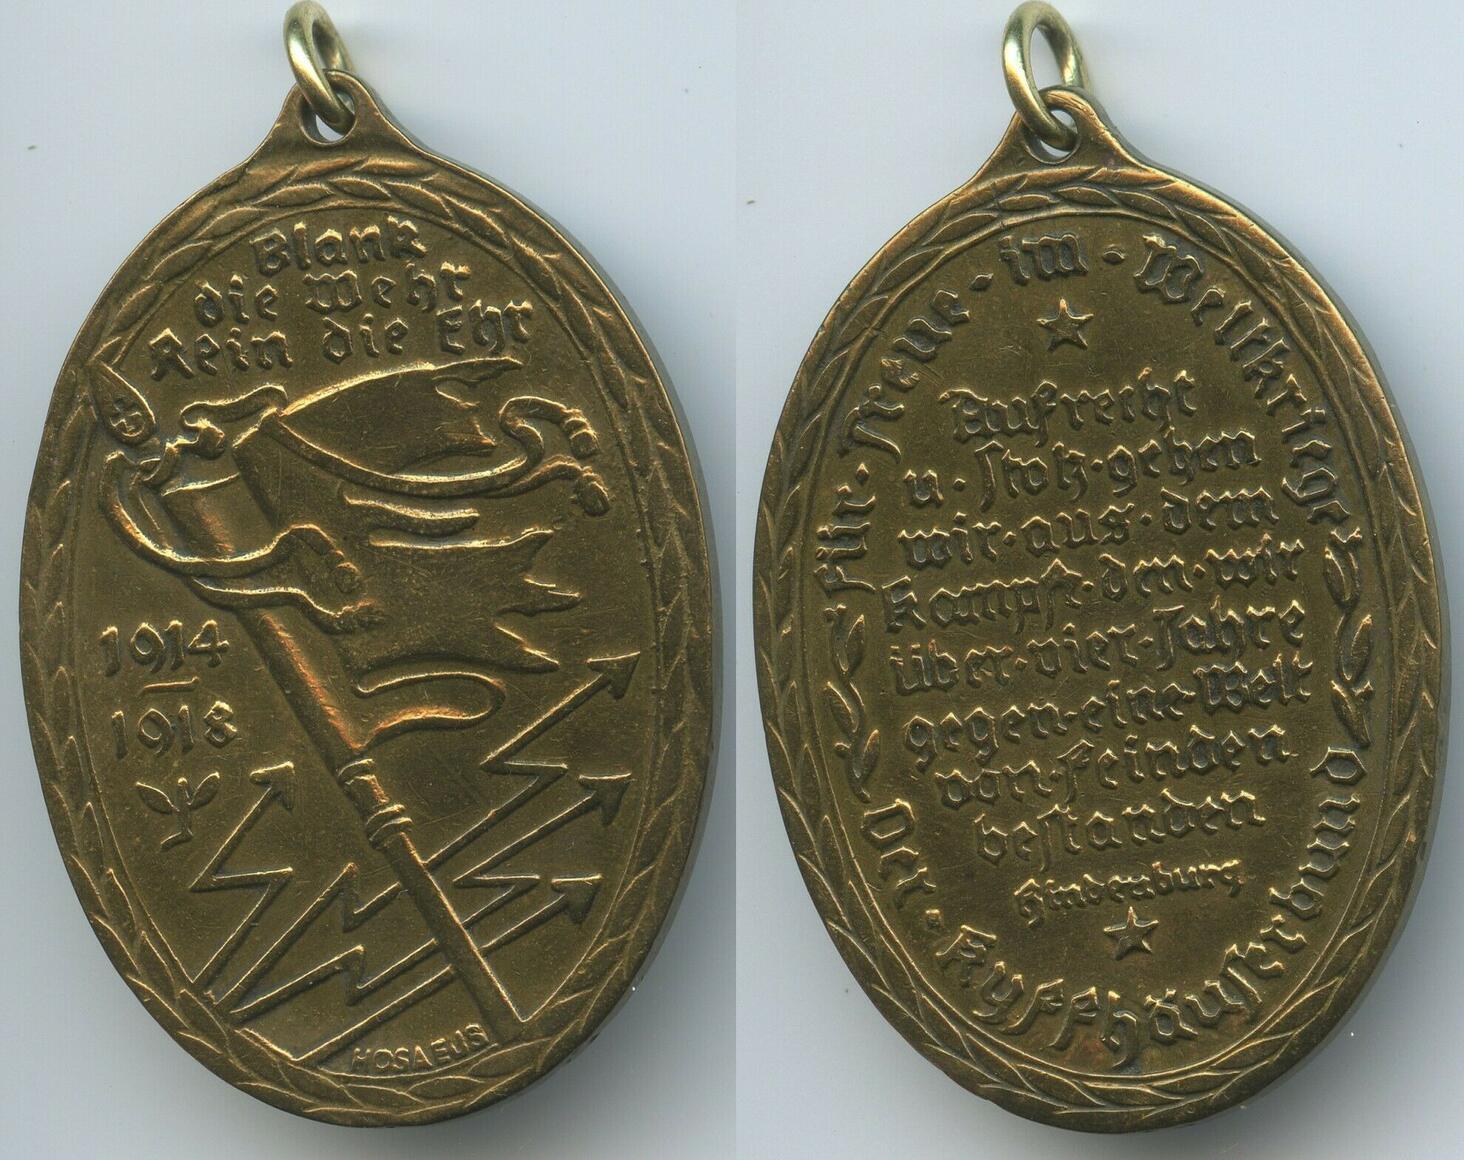 Blank
die Wehr
Rein die Ehr
1914
1918
HOSAEUS
Für · Treue · im · Weltkriege
Aufrecht
u · stolz · gehen
wir · aus · dem
Kampfe · den · wir
über · vier · Jahre
gegen · eine · Welt
von · Feinden
bestanden
Hindenburg
Der · Kyffhäuserbund